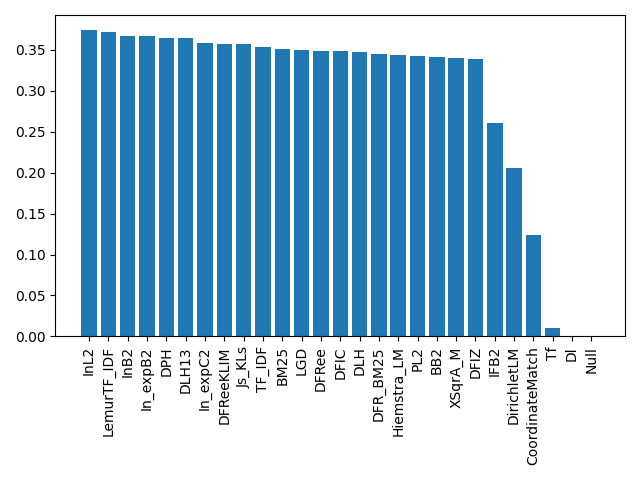 0.35
0.30
0.25
0.20
0.15
0.10
0.05
0.00
InL2
LemurTF_IDF
InB2
In_expB2
DPH
DLH13
In_expC2
DFReeKLIM
Js_KLs
TF_IDF
BM25
LGD
DFRee
DFIC
DLH
DFR_BM25
Hiemstra_LM
PL2
BB2
XSqrA_M
DFIZ
IFB2
DirichletLM
CoordinateMatch
Tf
Dl
Null